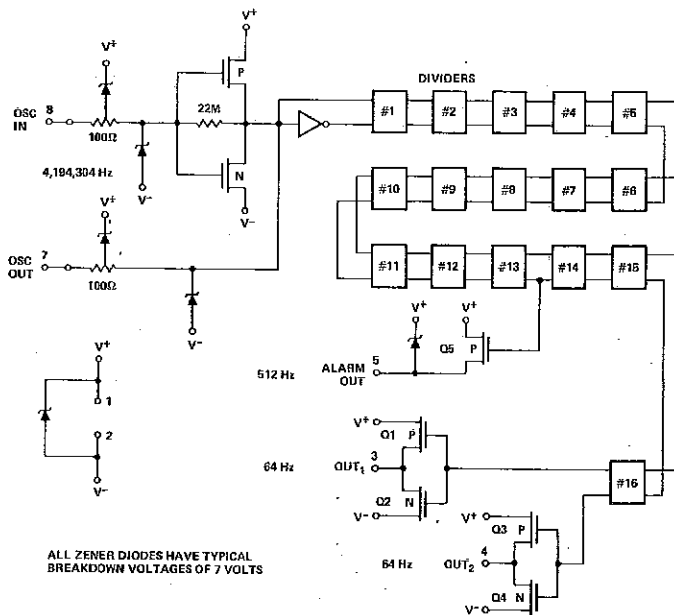 V+
V+
P
OSC
IN
8
100Ω
22M
4,194,304 Hz
N
V-
V-
V+
7
OSC
OUT
100Ω
V-
DIVIDERS
#1 #2 #3 #4 #5
#10 #9 #8 #7 #6
#11 #12 #13 #14 #15
V+ V+
Q5 P
5
512 Hz ALARM
OUT
V+
1
2
V-
V+ Q1 P
3
64 Hz OUT1
Q2 N
V-
#16
V+ Q3 P
4
64 Hz OUT2
Q4 N
V-
ALL ZENER DIODES HAVE TYPICAL
BREAKDOWN VOLTAGES OF 7 VOLTS